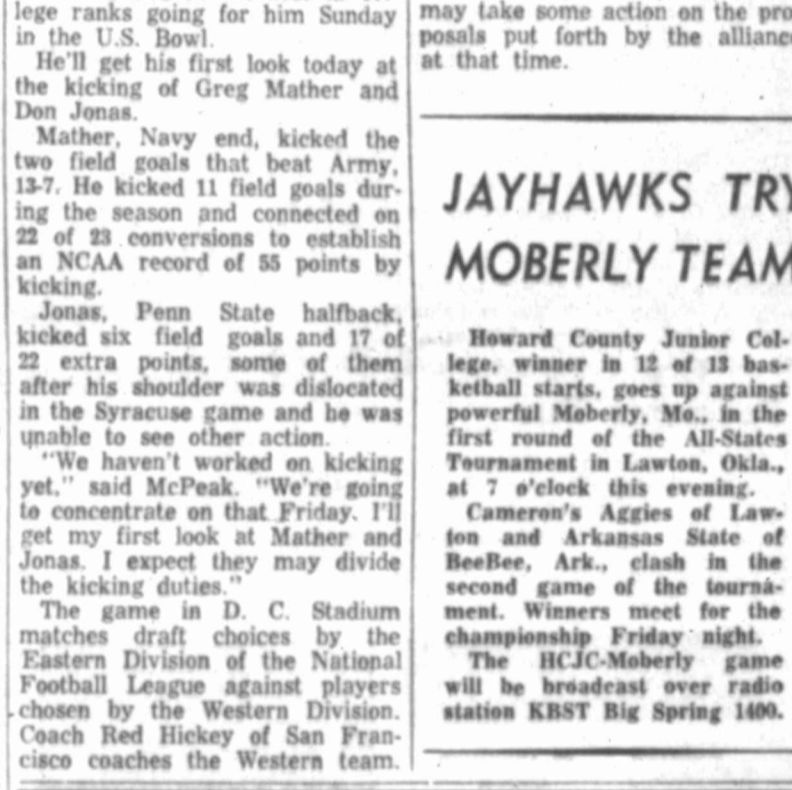 lege ranks going for him Sunday
in the U.S. Bowl.
He'll get his first look today at
the kicking of Greg Mather and
Don Jonas.
Mather, Navy end, kicked the
two field goals that beat Army,
13-7. He kicked 11 field goals dur-
ing the season and connected on
22 of 23 conversions to establish
an NCAA record of 55 points by
kicking.
Jonas, Penn State halfback,
kicked six field goals and 17 of
22 extra points, some of them
after his shoulder was dislocated
in the Syracuse game and he was
unable to see other action.
"We haven't worked on kicking
yet," said McPeak. "We're going
to concentrate on that Friday. I'll
get my first look at Mather and
Jonas. I expect they may divide
the kicking duties."
The game in D. C. Stadium
matches draft choices by the
Eastern Division of the National
Football League against players
chosen by the Western Division.
Coach Red Hickey of San Fran-
cisco coaches the Western team.
may take some action on the pro
posals put forth by the alliance
at that time.
JAYHAWKS TRY
MOBERLY TEAM
Howard County Junior Col-
lege, winner in 12 of 13 bas-
ketball starts, goes up against
powerful Moberly, Mo., in the
first round of the All-States
Tournament in Lawton, Okla.,
at 7 o'clock this evening.
Cameron's Aggies of Law-
ton and Arkansas State of
BeeBee, Ark., clash in the
second game of the tourna-
ment. Winners meet for the
championship Friday night.
The HCJC-Moberly game
will be broadcast over radio
station KBST Big Spring 1400.